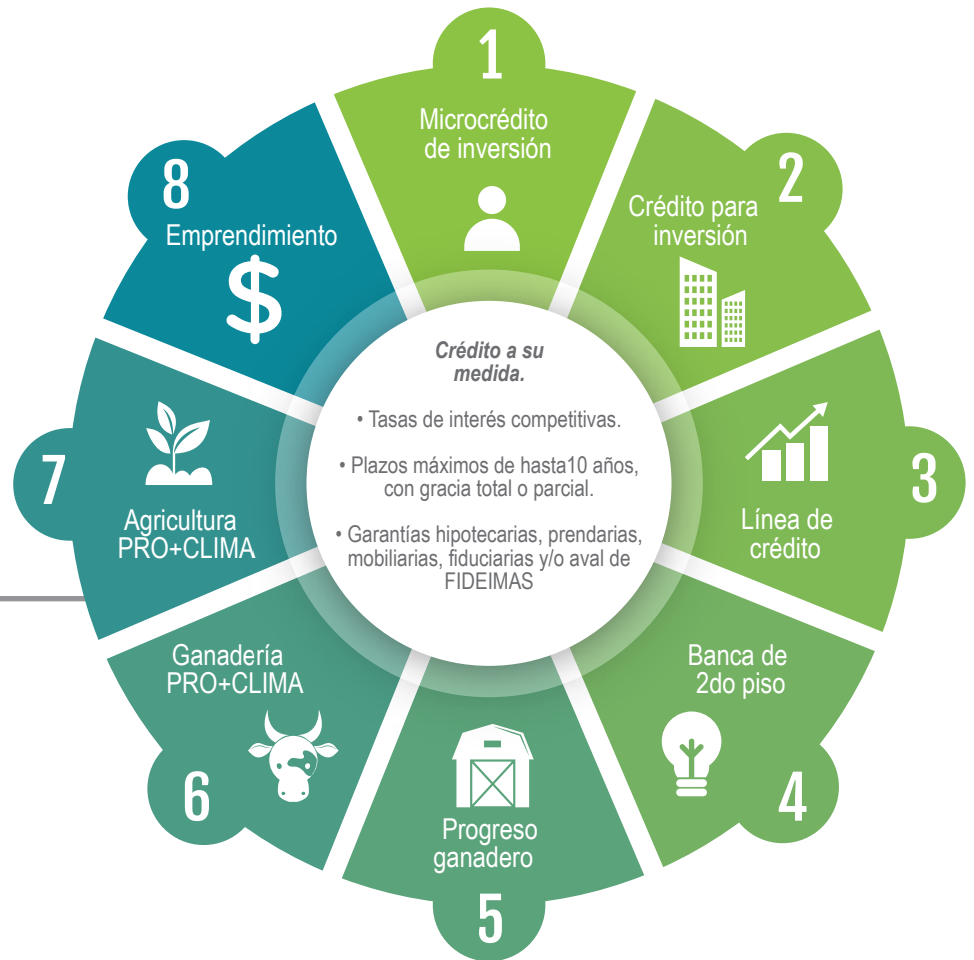 1
Microcrédito
de inversión
2
Crédito para
inversión
3
Línea de
crédito
Banca de
2do piso
4
Progreso
ganadero
5
Ganadería
PRO+CLIMA
6
7
Agricultura
PRO+CLIMA
8
Emprendimiento
$
Crédito a su
medida.
• Tasas de interés competitivas.
• Plazos máximos de hasta10 años,
con gracia total o parcial.
• Garantías hipotecarias, prendarias,
mobiliarias, fiduciarias y/o aval de
FIDEIMAS